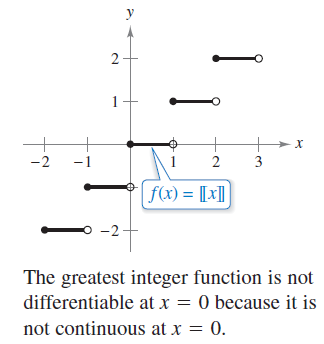 y
2
1
x
−2 −1 1 2 3
f(x) = [[x]]
−2
The greatest integer function is not
differentiable at x = 0 because it is
not continuous at x = 0.